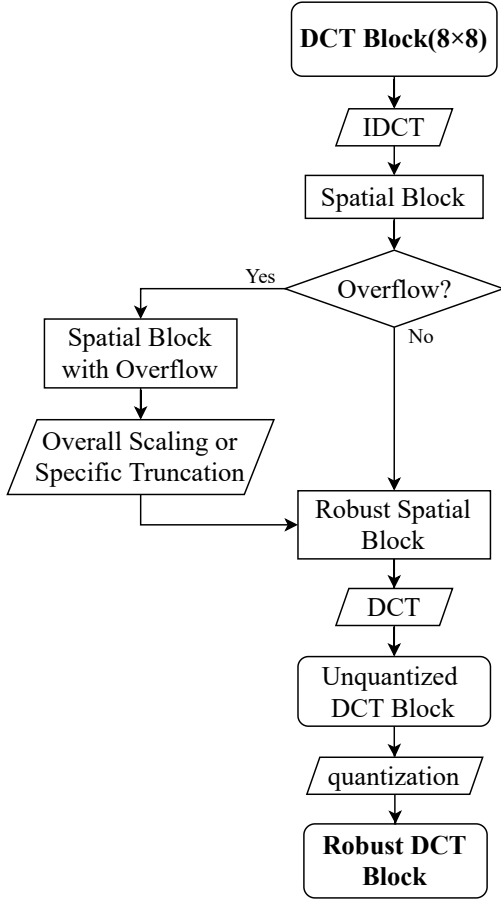 DCT Block(8×8)
IDCT
Spatial Block
Overflow?
Yes
No
Spatial Block
with Overflow
Overall Scaling or
Specific Truncation
Robust Spatial
Block
DCT
Unquantized
DCT Block
quantization
Robust DCT
Block